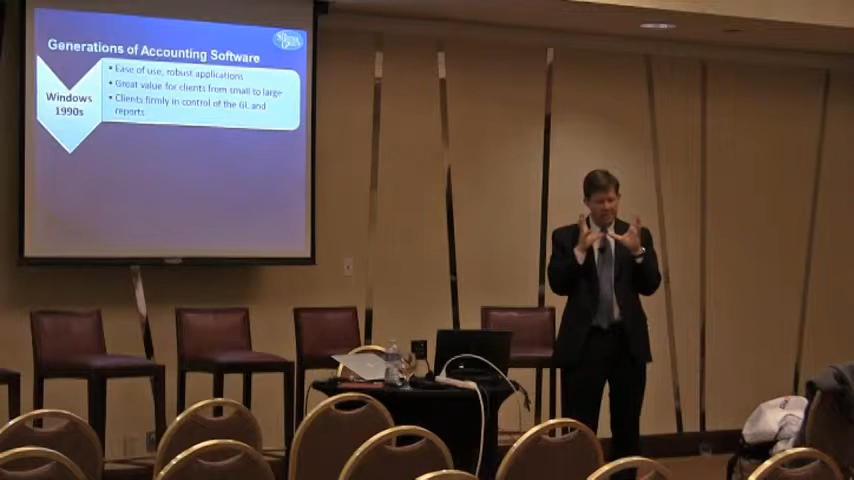 Generations of Accounting Software
Windows
1990s
• Ease of use, robust applications
• Great value for clients from small to large
• Clients firmly in control of the GL and
reports